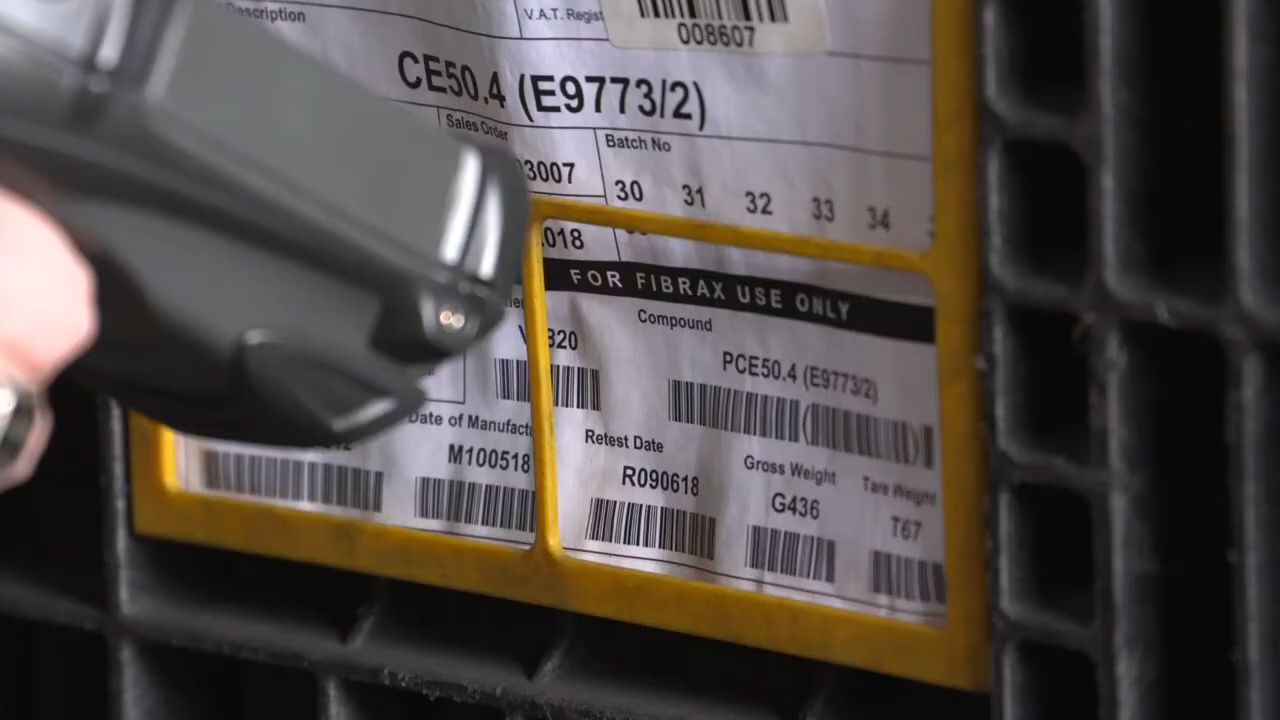 Description
V.A.T. Regist
008607
CE50.4 (E9773/2)
Sales Order
Batch No
3007
30 31 32 33 34
018
FOR FIBRAX USE ONLY
Compound
320
PCE50.4 (E9773/2)
Date of Manufact
Retest Date
Gross Weight
Tare Weight
M100518
R090618
G436
T67